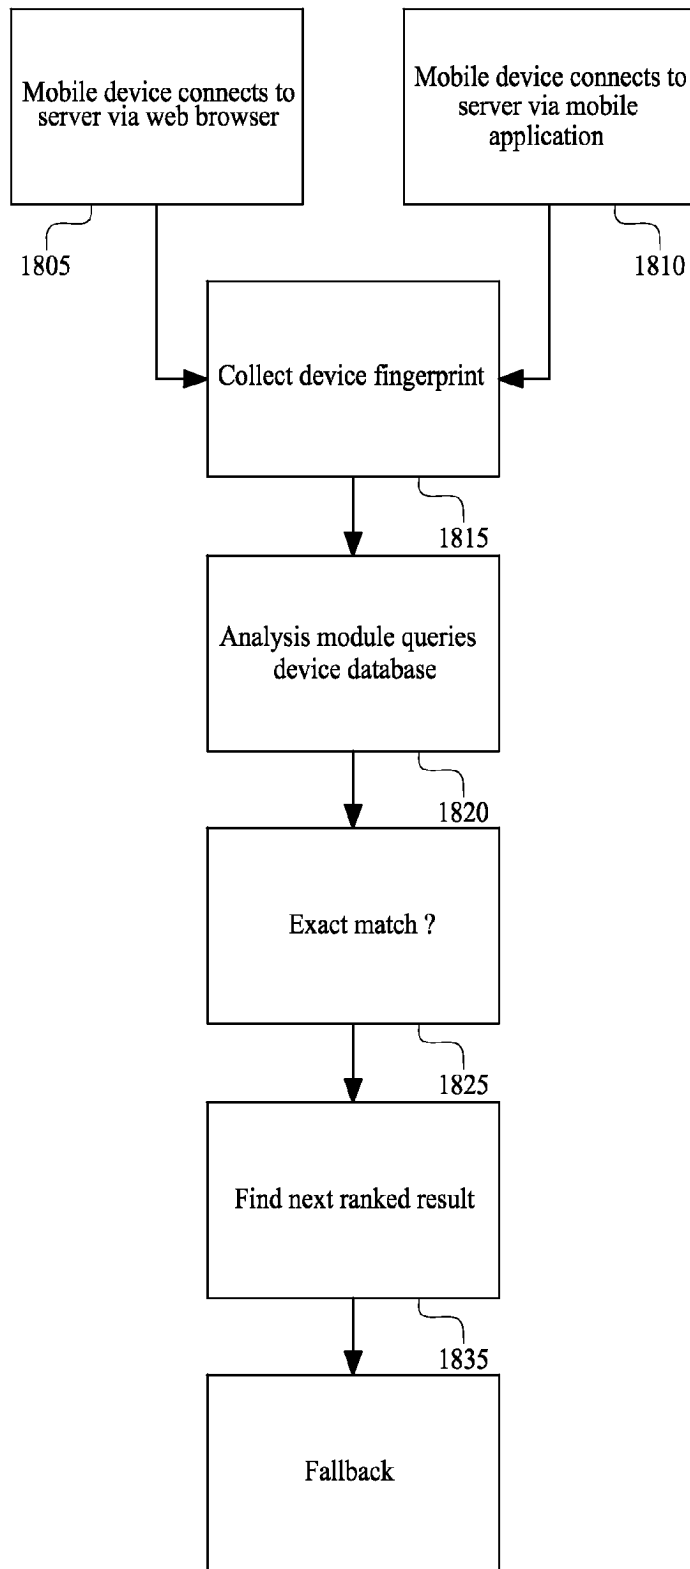 Mobile device connects to
server via web browser
Mobile device connects to
server via mobile
application
1805
1810
Collect device fingerprint
1815
Analysis module queries
device database
1820
Exact match ?
1825
Find next ranked result
1835
Fallback